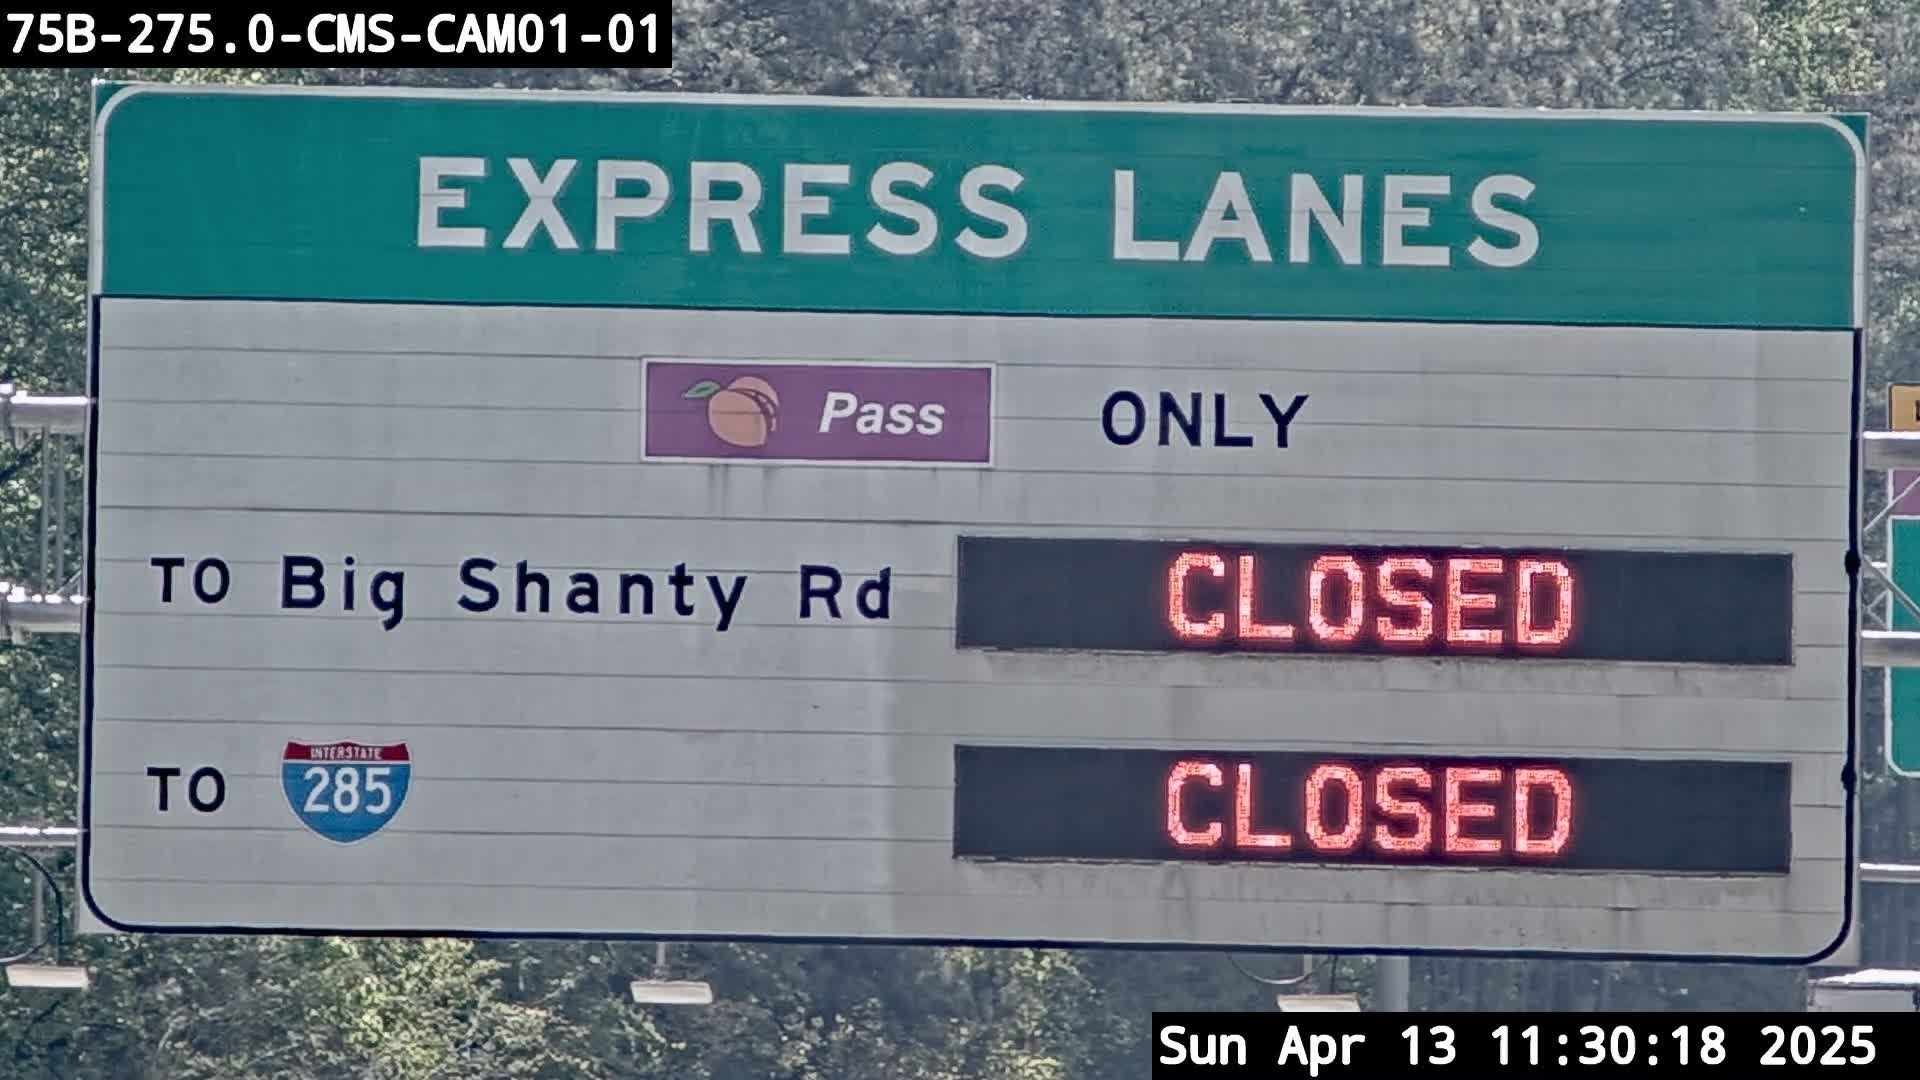 75B-275.0-CMS-CAM01-01
EXPRESS LANES
Pass ONLY
TO Big Shanty Rd CLOSED
INTERSTATE
TO 285 CLOSED
Sun Apr 13 11:30:18 2025